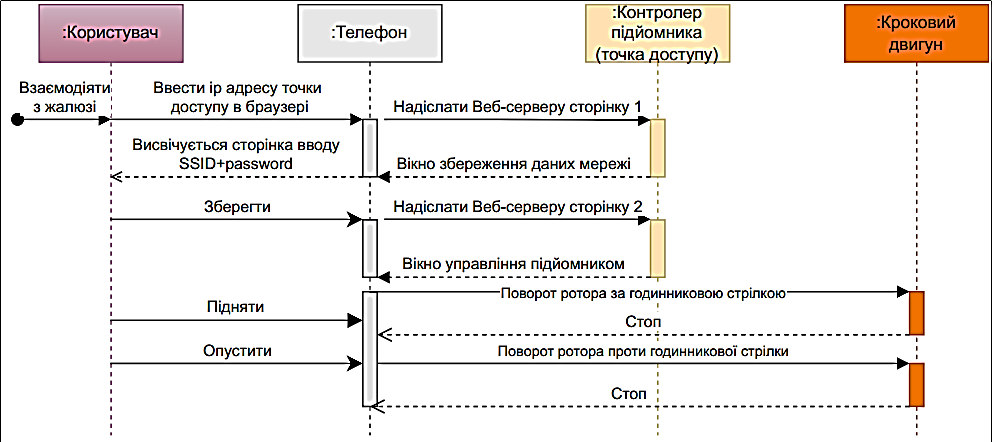 :Користувач
:Телефон
:Контролер
підйомника
(точка доступу)
:Кроковий
двигун
Взаємодіяти
з жалюзі
Ввести ір адресу точки
доступу в браузері
Надіслати Веб-серверу сторінку 1
Висвічується сторінка вводу
SSID+password
Вікно збереження даних мережі
Зберегти
Надіслати Веб-серверу сторінку 2
Вікно управління підйомником
Поворот ротора за годинниковою стрілкою
Підняти
Стоп
Опустити
Поворот ротора проти годинникової стрілки
Стоп